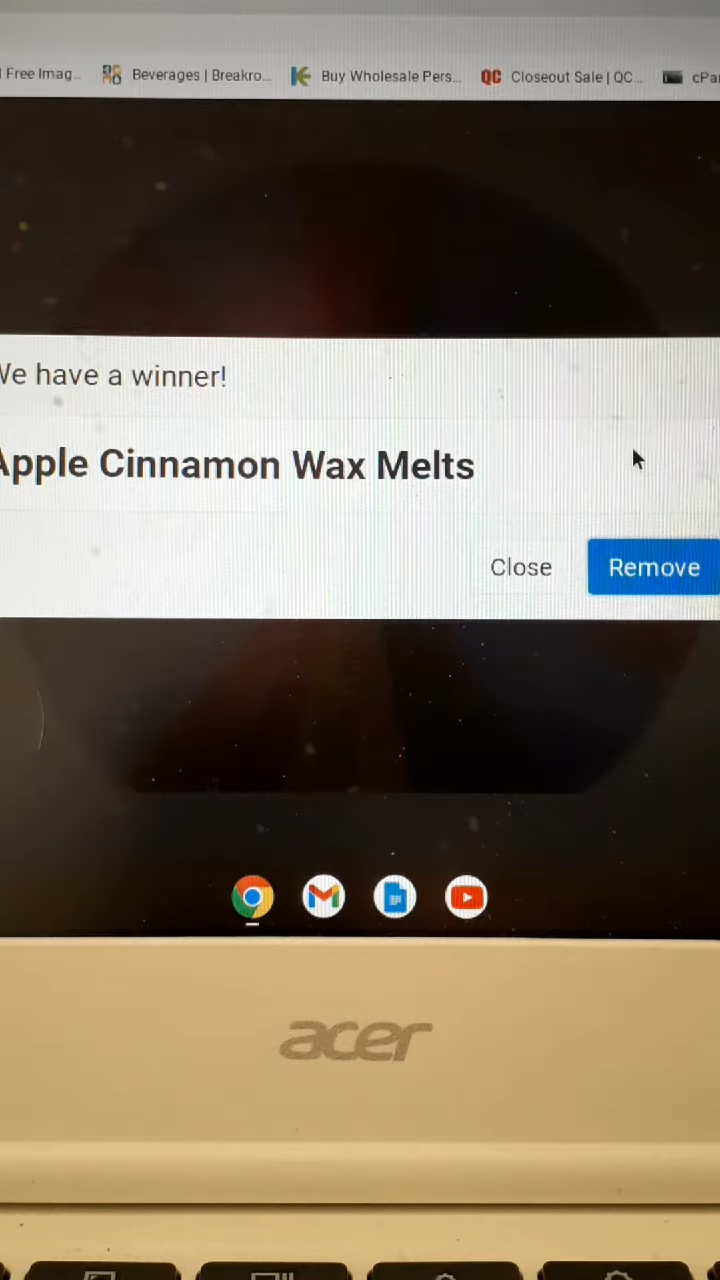 Free Imag... Beverages | Breakro... Buy Wholesale Pers... QC Closeout Sale | QC...
We have a winner!
Apple Cinnamon Wax Melts
Close Remove
acer